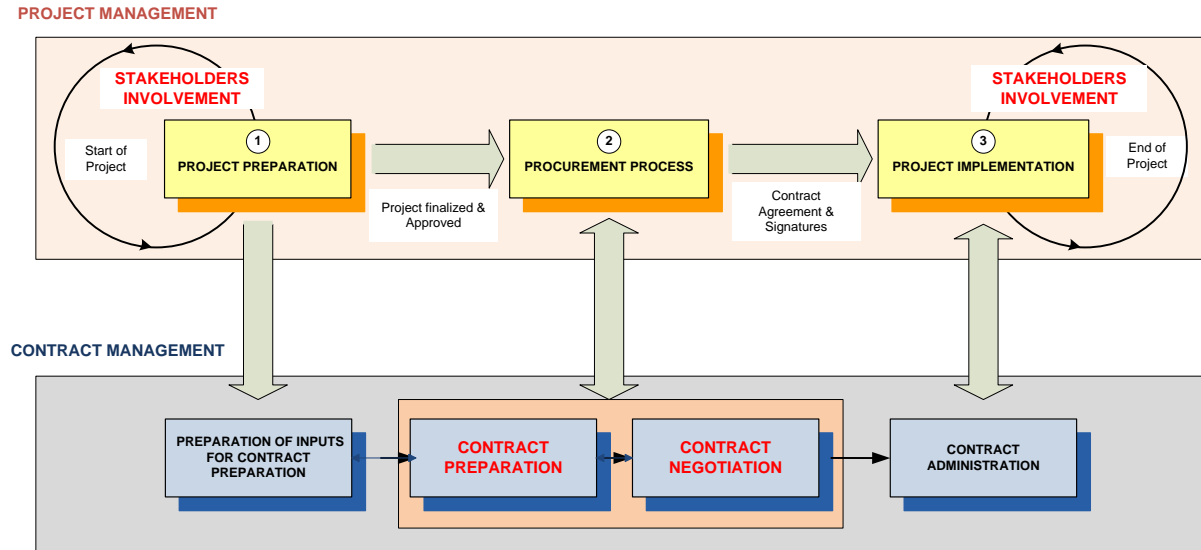 PROJECT MANAGEMENT
STAKEHOLDERS
INVOLVEMENT
Start of
Project
1
PROJECT PREPARATION
Project finalized &
Approved
2
PROCUREMENT PROCESS
Contract
Agreement &
Signatures
STAKEHOLDERS
INVOLVEMENT
3
PROJECT IMPLEMENTATION
End of
Project
CONTRACT MANAGEMENT
PREPARATION OF INPUTS
FOR CONTRACT
PREPARATION
CONTRACT
PREPARATION
CONTRACT
NEGOTIATION
CONTRACT
ADMINISTRATION